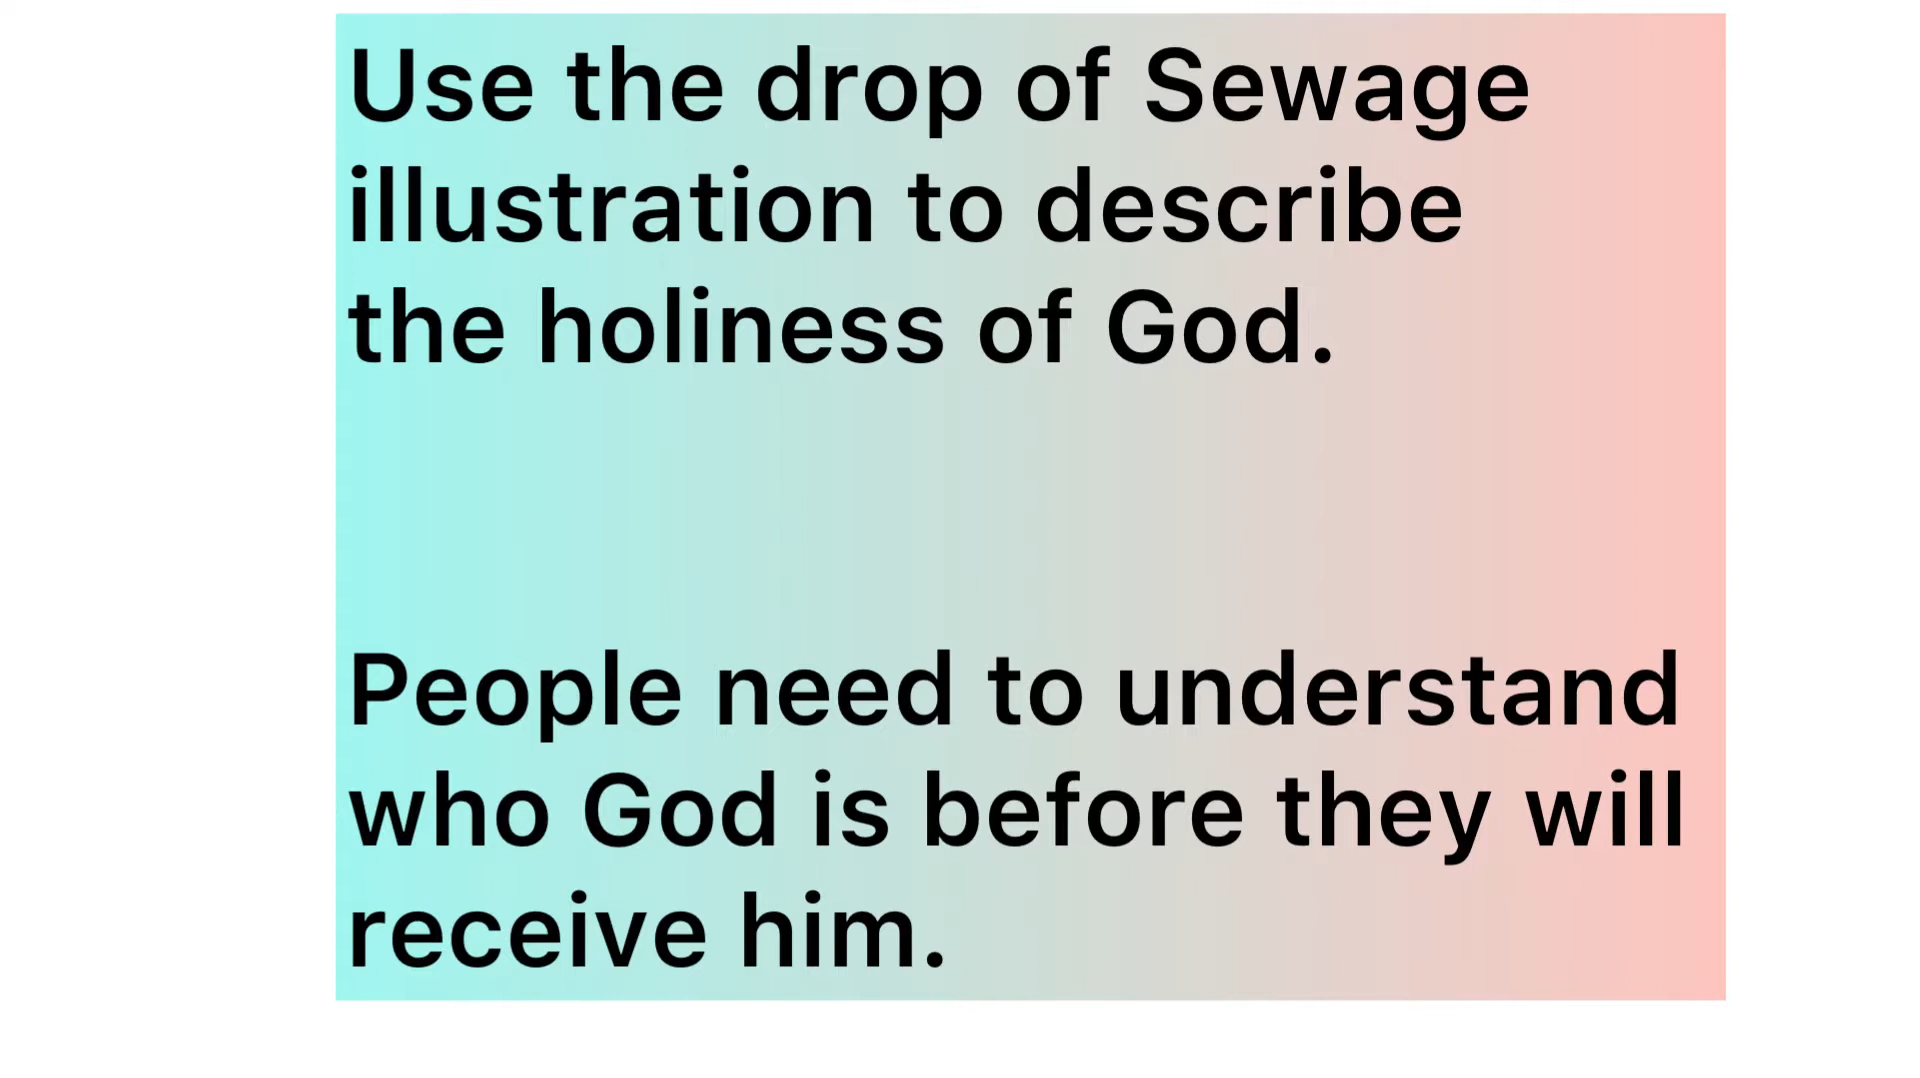 Use the drop of Sewage
illustration to describe
the holiness of God.
People need to understand
who God is before they will
receive him.